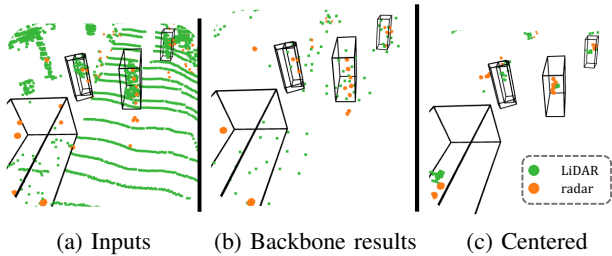 LiDAR
radar
(a) Inputs
(b) Backbone results
(c) Centered